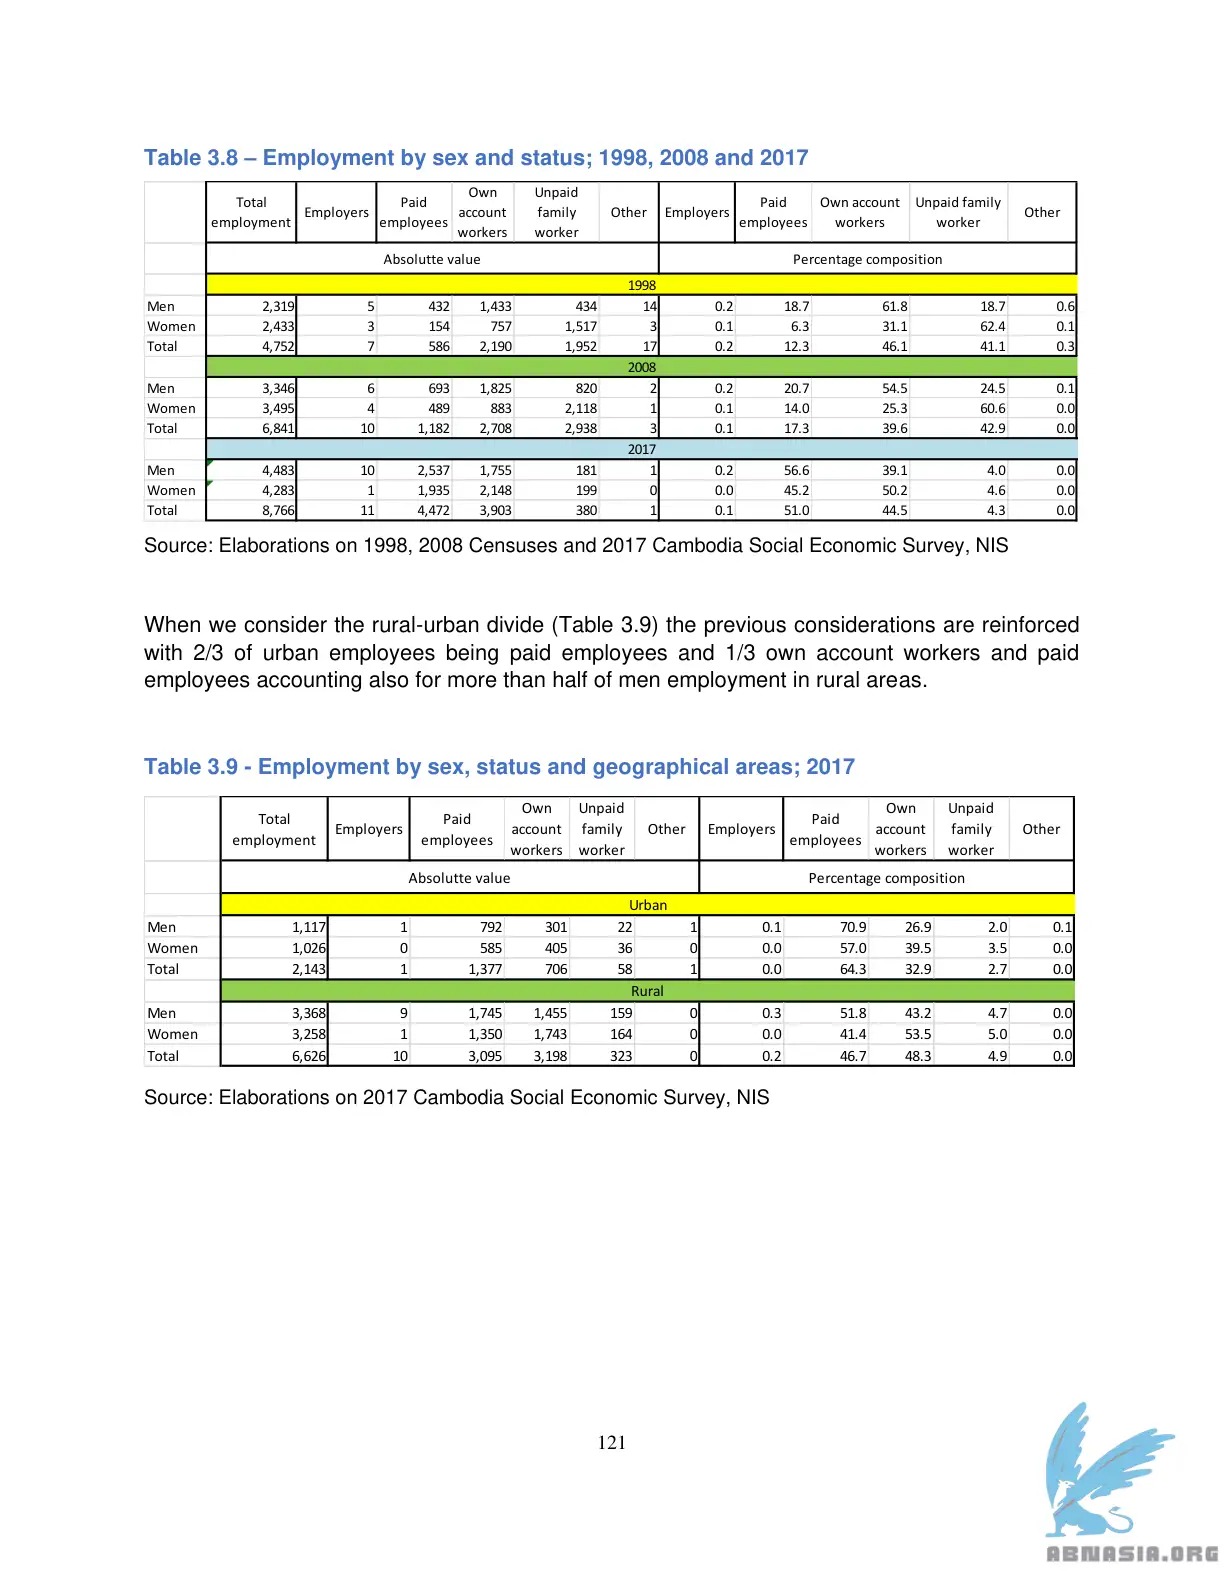 Table 3.8 – Employment by sex and status; 1998, 2008 and 2017
Total employment Employers Paid employees Own account workers Unpaid family worker Other Employers Paid employees Own account workers Unpaid family worker Other
Absolutte value Percentage composition
1998
Men 2,319 5 432 1,433 434 14 0.2 18.7 61.8 18.7 0.6
Women 2,433 3 154 757 1,517 3 0.1 6.3 31.1 62.4 0.1
Total 4,752 7 586 2,190 1,952 17 0.2 12.3 46.1 41.1 0.3
2008
Men 3,346 6 693 1,825 820 2 0.2 20.7 54.5 24.5 0.1
Women 3,495 4 489 883 2,118 1 0.1 14.0 25.3 60.6 0.0
Total 6,841 10 1,182 2,708 2,938 3 0.1 17.3 39.6 42.9 0.0
2017
Men 4,483 10 2,537 1,755 181 1 0.2 56.6 39.1 4.0 0.0
Women 4,283 1 1,935 2,148 199 0 0.0 45.2 50.2 4.6 0.0
Total 8,766 11 4,472 3,903 380 1 0.1 51.0 44.5 4.3 0.0
Source: Elaborations on 1998, 2008 Censuses and 2017 Cambodia Social Economic Survey, NIS
When we consider the rural-urban divide (Table 3.9) the previous considerations are reinforced
with 2/3 of urban employees being paid employees and 1/3 own account workers and paid
employees accounting also for more than half of men employment in rural areas.
Table 3.9 - Employment by sex, status and geographical areas; 2017
Total employment Employers Paid employees Own account workers Unpaid family worker Other Employers Paid employees Own account workers Unpaid family worker Other
Absolutte value Percentage composition
Urban
Men 1,117 1 792 301 22 1 0.1 70.9 26.9 2.0 0.1
Women 1,026 0 585 405 36 0 0.0 57.0 39.5 3.5 0.0
Total 2,143 1 1,377 706 58 1 0.0 64.3 32.9 2.7 0.0
Rural
Men 3,368 9 1,745 1,455 159 0 0.3 51.8 43.2 4.7 0.0
Women 3,258 1 1,350 1,743 164 0 0.0 41.4 53.5 5.0 0.0
Total 6,626 10 3,095 3,198 323 0 0.2 46.7 48.3 4.9 0.0
Source: Elaborations on 2017 Cambodia Social Economic Survey, NIS
121
ABNASIA.ORG